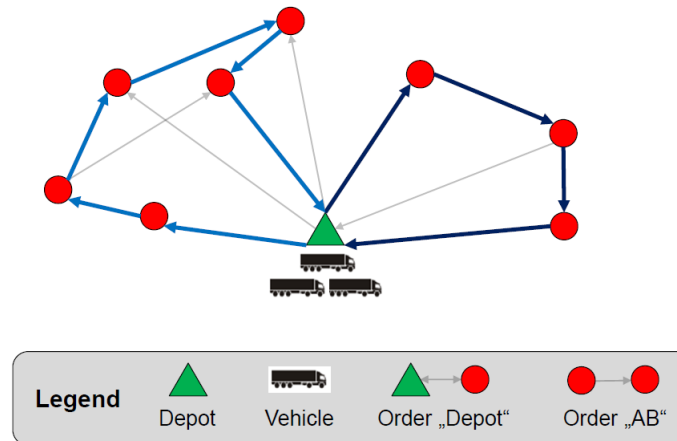 Legend
Depot
Vehicle
Order „Depot“
Order „AB“